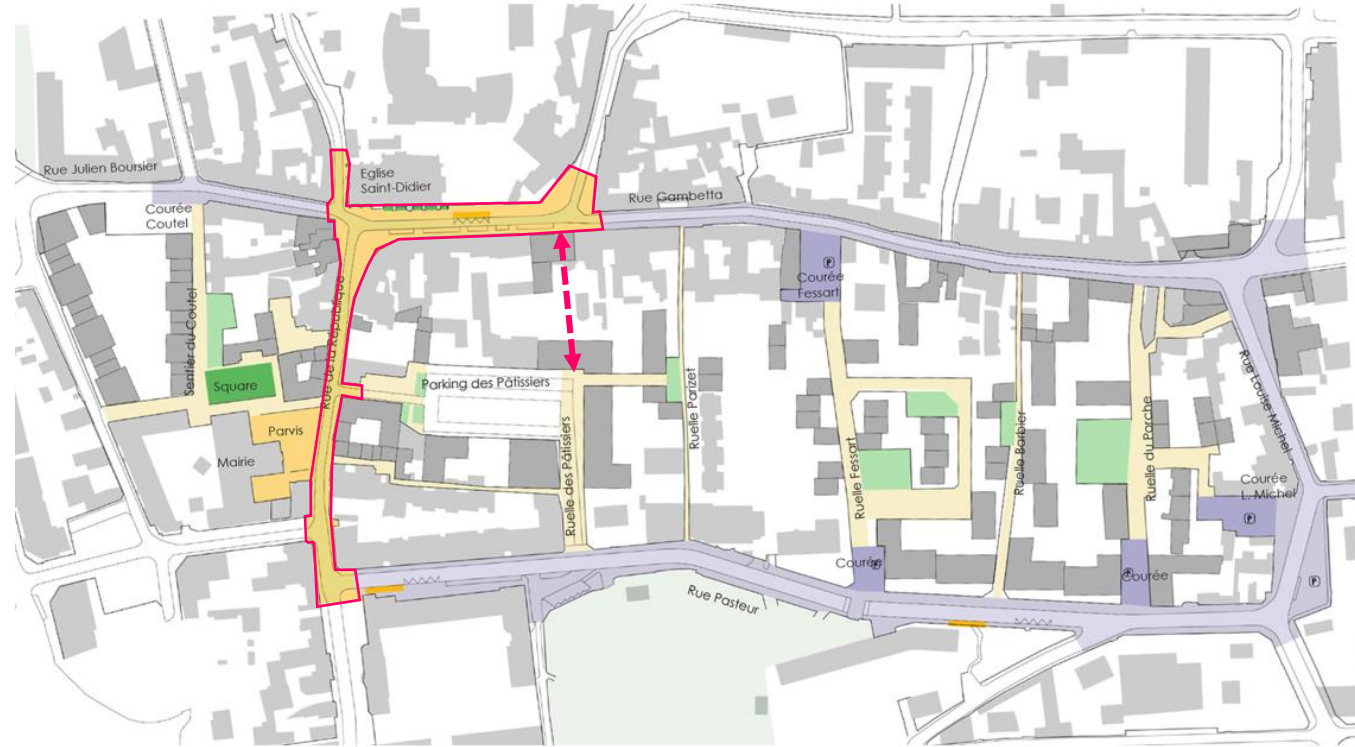 Rue Julien Boursier
Eglise
Saint-Didier
Rue Gambetta
Courée
Coutel
Sentier du Coutel
Rue de la République
Square
Parvis
Mairie
Parking des Pâtissiers
Ruelle des Pâtissiers
Ruelle Parizet
P
Courée
Fessart
Ruelle Fessart
Ruelle Barbier
Ruelle du Porche
Rue Louise Michel
Courée
L. Michel
P
Courée
P
Courée
P
P
Rue Pasteur